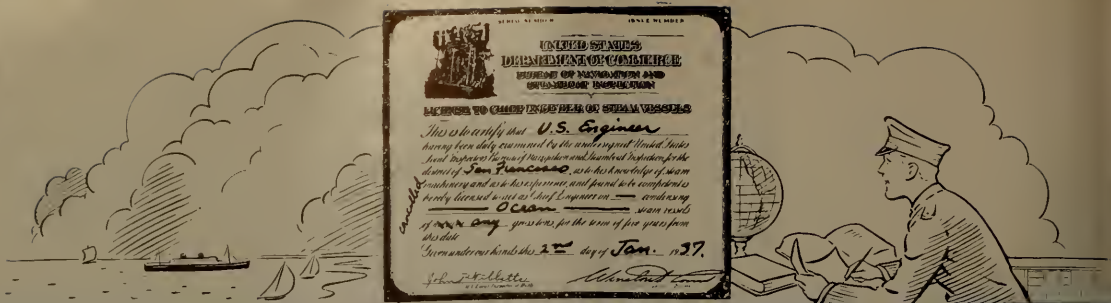 SERIAL NUMBER ISSUE NUMBER
UNITED STATES
DEPARTMENT OF COMMERCE
BUREAU OF NAVIGATION AND
STEAMBOAT INSPECTION
LICENSE TO CHIEF ENGINEER OF STEAM VESSELS
This is to certify that U.S. Engineer
having been duly examined by the undersigned United States
Local Inspectors Bureau of Navigation and Steamboat Inspection for the
district of San Francisco, as to his knowledge of steam
machinery and as to his experience, and found to be competent is
hereby licensed to act as Chief Engineer on — condensing
Ocean steam vessels
of any gross tons, for the term of five years from
this date
Given under our hands this 2nd day of Jan. 1937.
cancelled
John